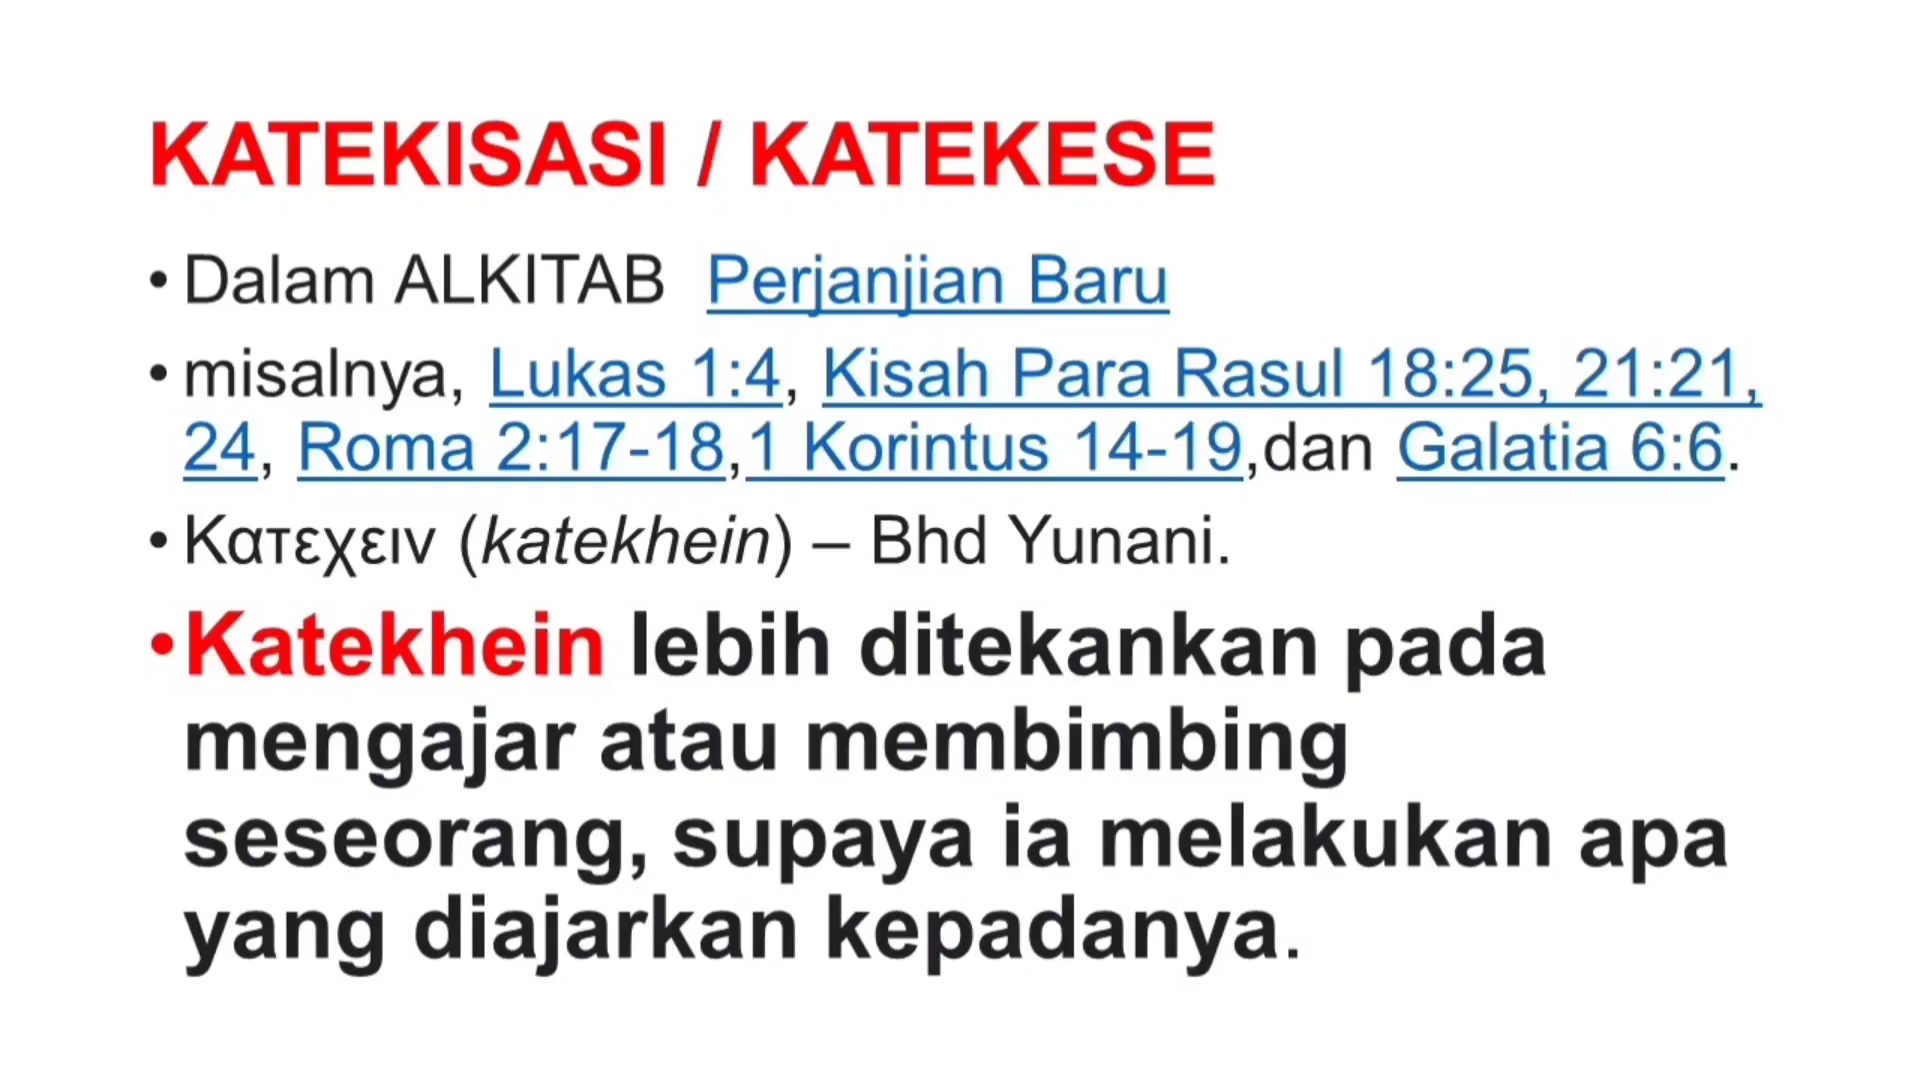 KATEKISASI / KATEKESE
• Dalam ALKITAB Perjanjian Baru
• misalnya, Lukas 1:4, Kisah Para Rasul 18:25, 21:21,
24, Roma 2:17-18,1 Korintus 14-19,dan Galatia 6:6.
• Κατεχειν (katekhein) – Bhd Yunani.
• Katekhein lebih ditekankan pada
mengajar atau membimbing
seseorang, supaya ia melakukan apa
yang diajarkan kepadanya.